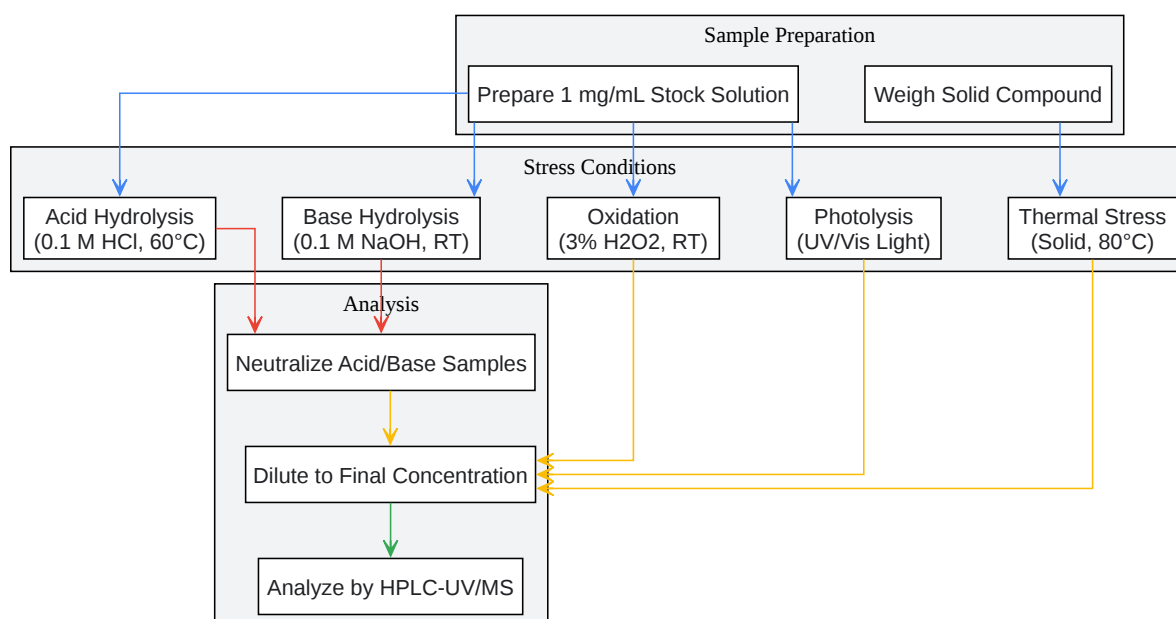 Sample Preparation
Prepare 1 mg/mL Stock Solution
Weigh Solid Compound
Stress Conditions
Acid Hydrolysis
(0.1 M HCl, 60°C)
Base Hydrolysis
(0.1 M NaOH, RT)
Oxidation
(3% H2O2, RT)
Photolysis
(UV/Vis Light)
Thermal Stress
(Solid, 80°C)
Analysis
Neutralize Acid/Base Samples
Dilute to Final Concentration
Analyze by HPLC-UV/MS